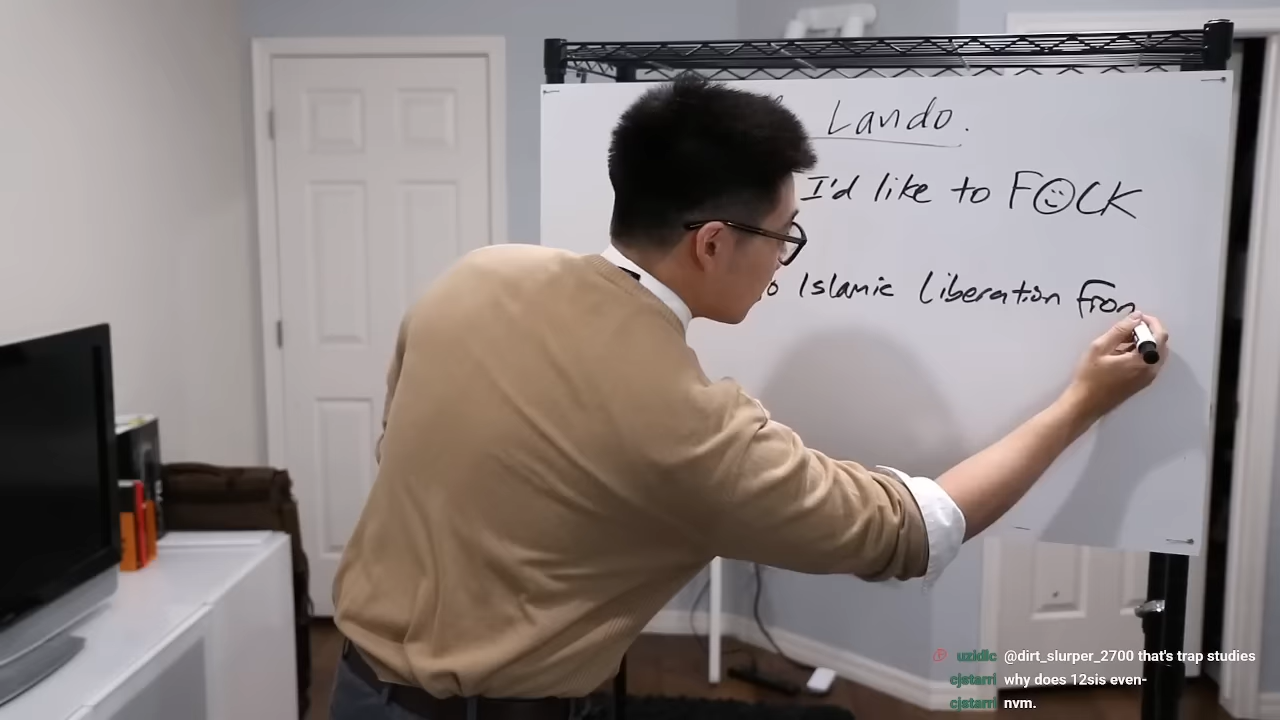 Lando.
I'd like to F☺CK
Islamic Liberation Fron
uzidlc @dirt_slurper_2700 that's trap studies
cjstarri why does 12sis even-
cjstarri nvm.